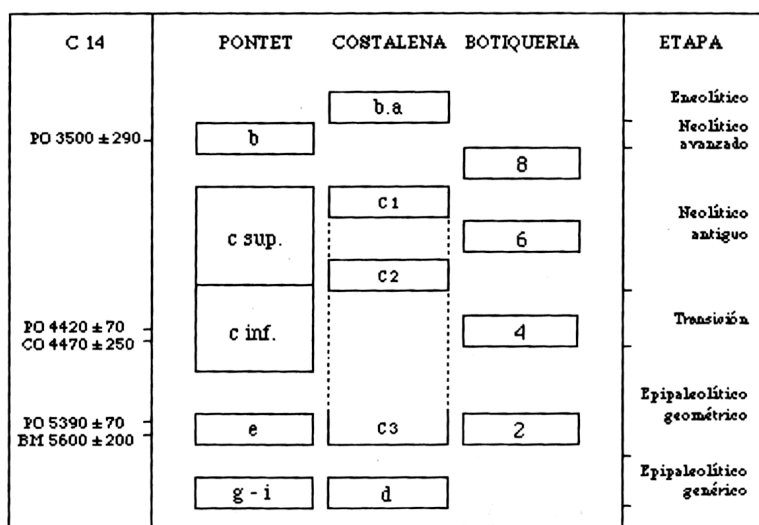 C 14 PONTET COSTALENA BOTIQUERIA ETAPA
b.a Eneolítico
PO 3500 ± 290 b Neolítico
avanzado
8
c1
c sup. 6 Neolítico
antiguo
c2
PO 4420 ± 70 c inf. 4 Transición
CO 4470 ± 250
Epipaleolítico
PO 5390 ± 70 e c3 2 geométrico
BM 5600 ± 200
g - i d Epipaleolítico
genérico